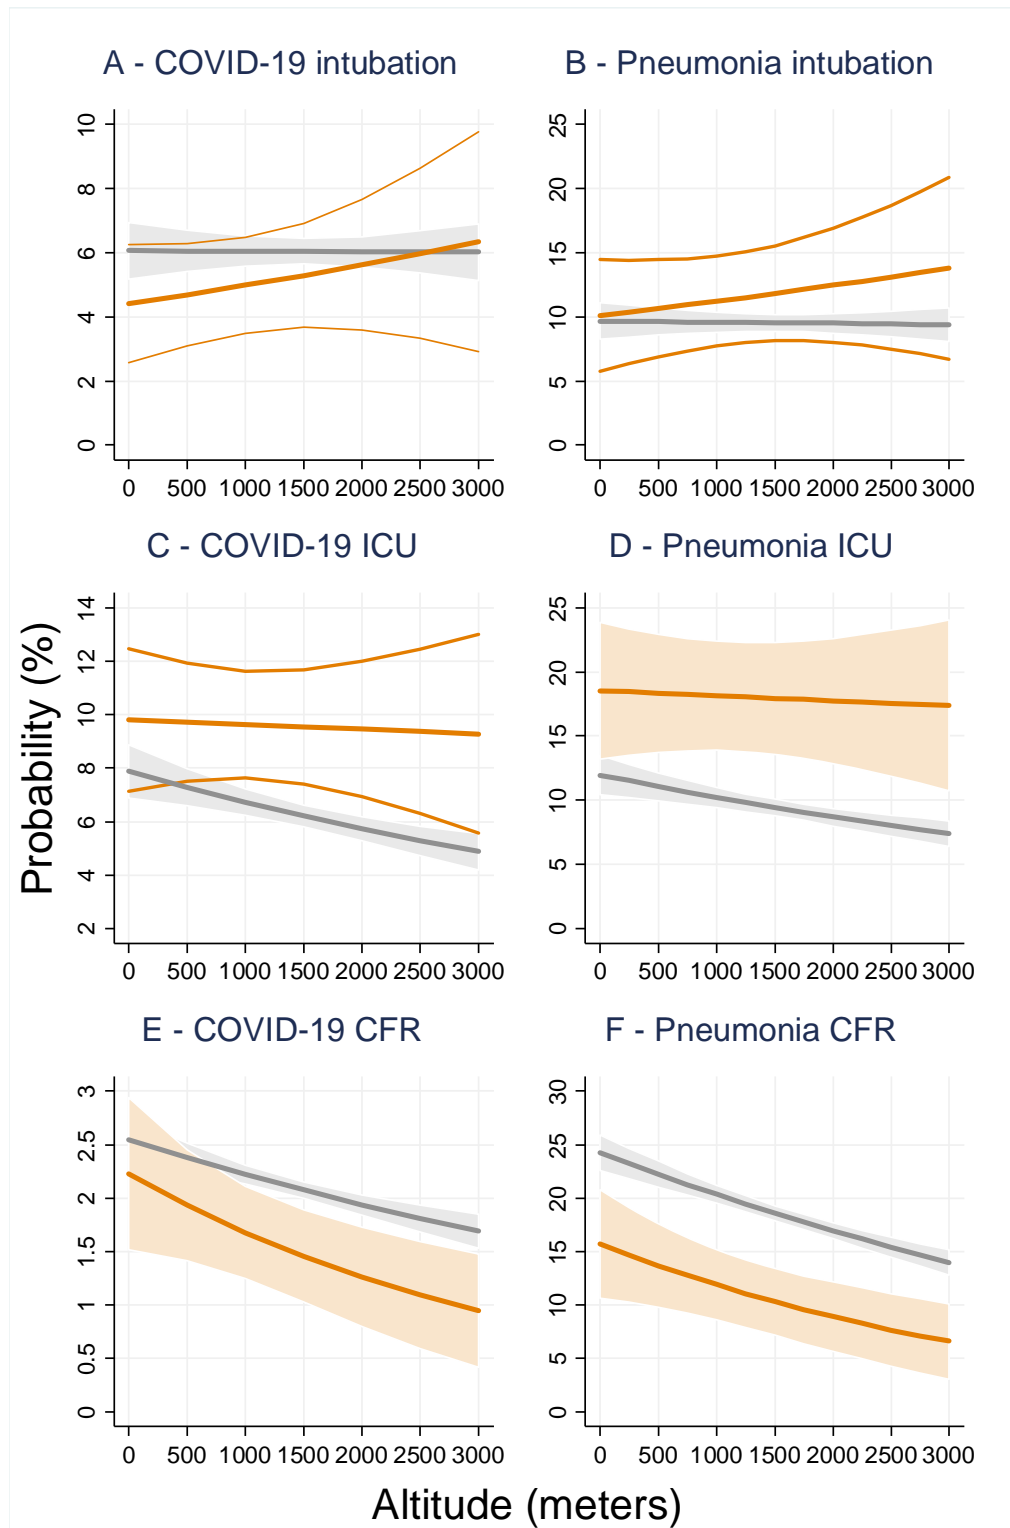 A - COVID-19 intubation
B - Pneumonia intubation
10
8
6
4
2
0
0 500 1000 1500 2000 2500 3000
25
20
15
10
5
0
0 500 1000 1500 2000 2500 3000
C - COVID-19 ICU
D - Pneumonia ICU
14
12
10
8
6
4
2
0 500 1000 1500 2000 2500 3000
25
20
15
10
5
0
0 500 1000 1500 2000 2500 3000
Probability (%)
E - COVID-19 CFR
F - Pneumonia CFR
3
2.5
2
1.5
1
0.5
0
0 500 1000 1500 2000 2500 3000
30
25
20
15
10
5
0
0 500 1000 1500 2000 2500 3000
Altitude (meters)